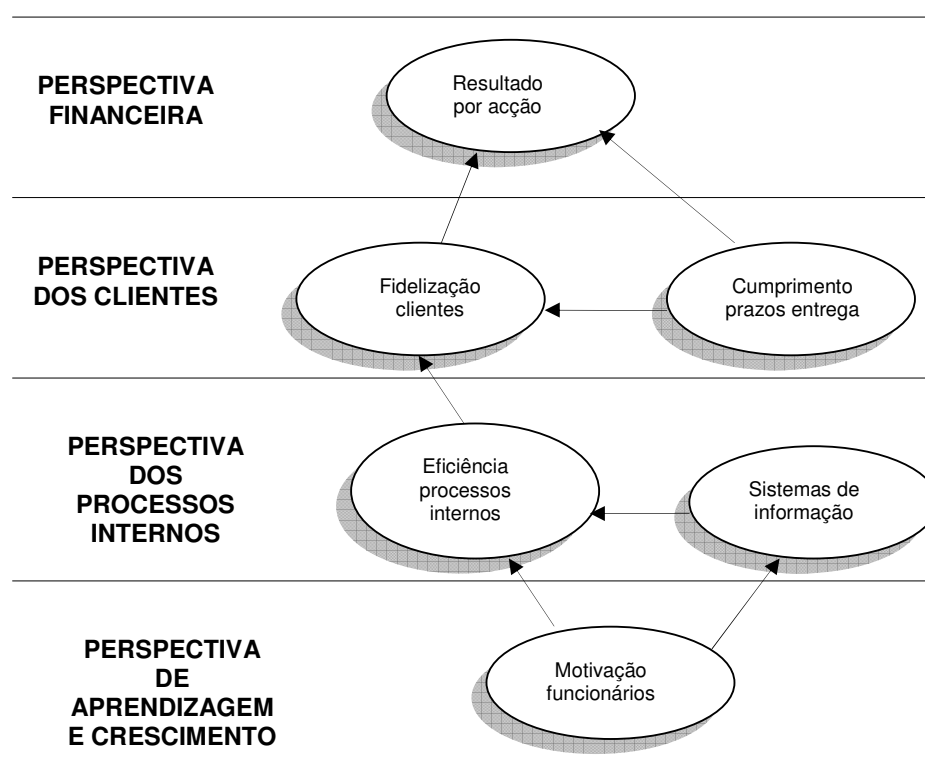 PERSPECTIVA
FINANCEIRA
Resultado
por acção
PERSPECTIVA
DOS CLIENTES
Fidelização
clientes
Cumprimento
prazos entrega
PERSPECTIVA
DOS
PROCESSOS
INTERNOS
Eficiência
processos
internos
Sistemas de
informação
PERSPECTIVA
DE
APRENDIZAGEM
E CRESCIMENTO
Motivação
funcionários